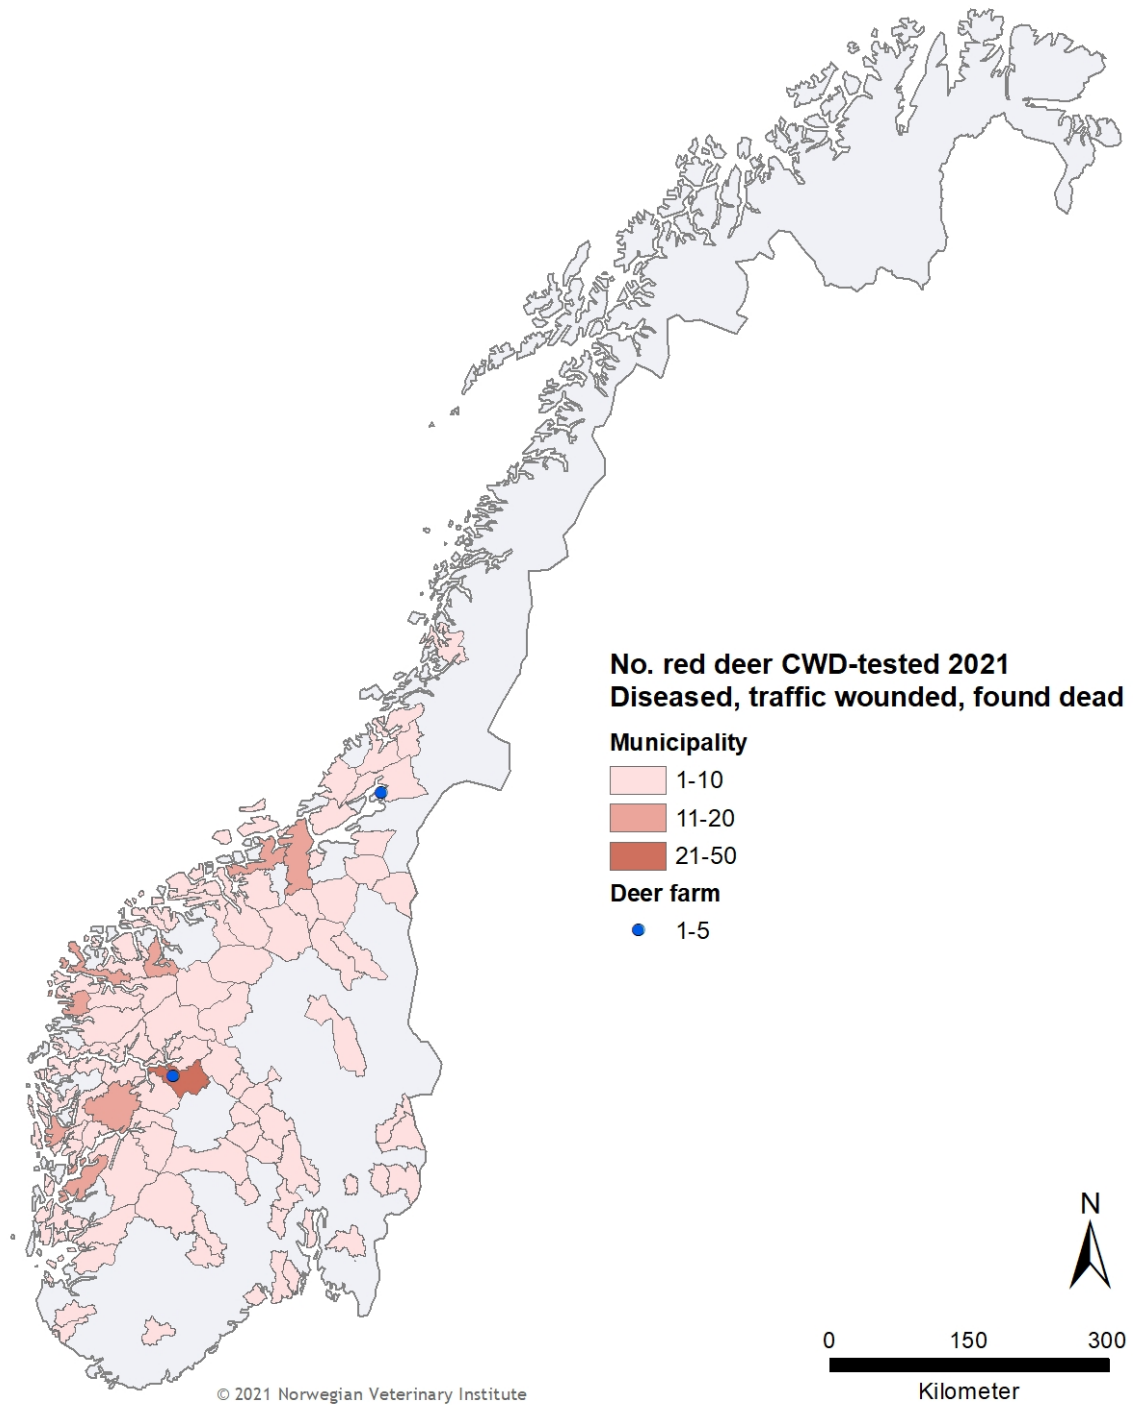 No. red deer CWD-tested 2021
Diseased, traffic wounded, found dead
Municipality
1-10
11-20
21-50
Deer farm
1-5
N
0 150 300
Kilometer
© 2021 Norwegian Veterinary Institute